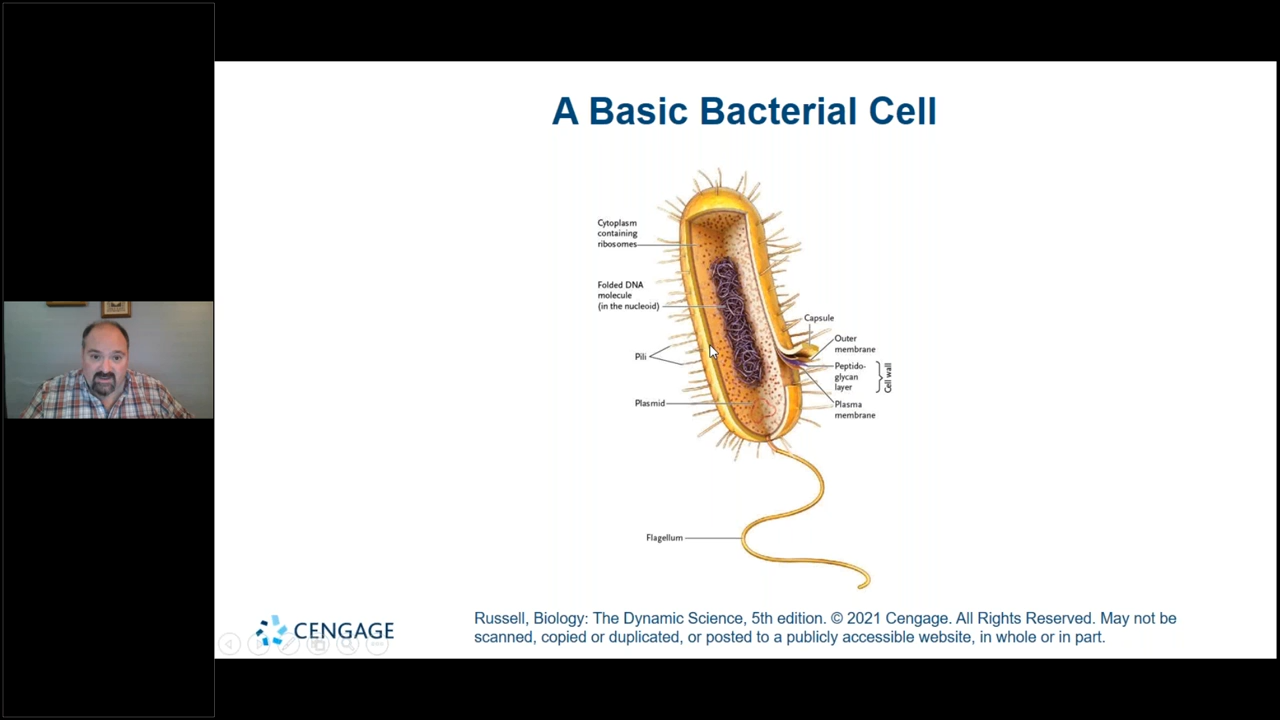 A Basic Bacterial Cell
Cytoplasm
containing
ribosomes
Folded DNA
molecule
(in the nucleoid)
Pili
Plasmid
Flagellum
Capsule
Outer
membrane
Peptido-
glycan
layer
Cell wall
Plasma
membrane
CENGAGE
Russell, Biology: The Dynamic Science, 5th edition. © 2021 Cengage. All Rights Reserved. May not be
scanned, copied or duplicated, or posted to a publicly accessible website, in whole or in part.